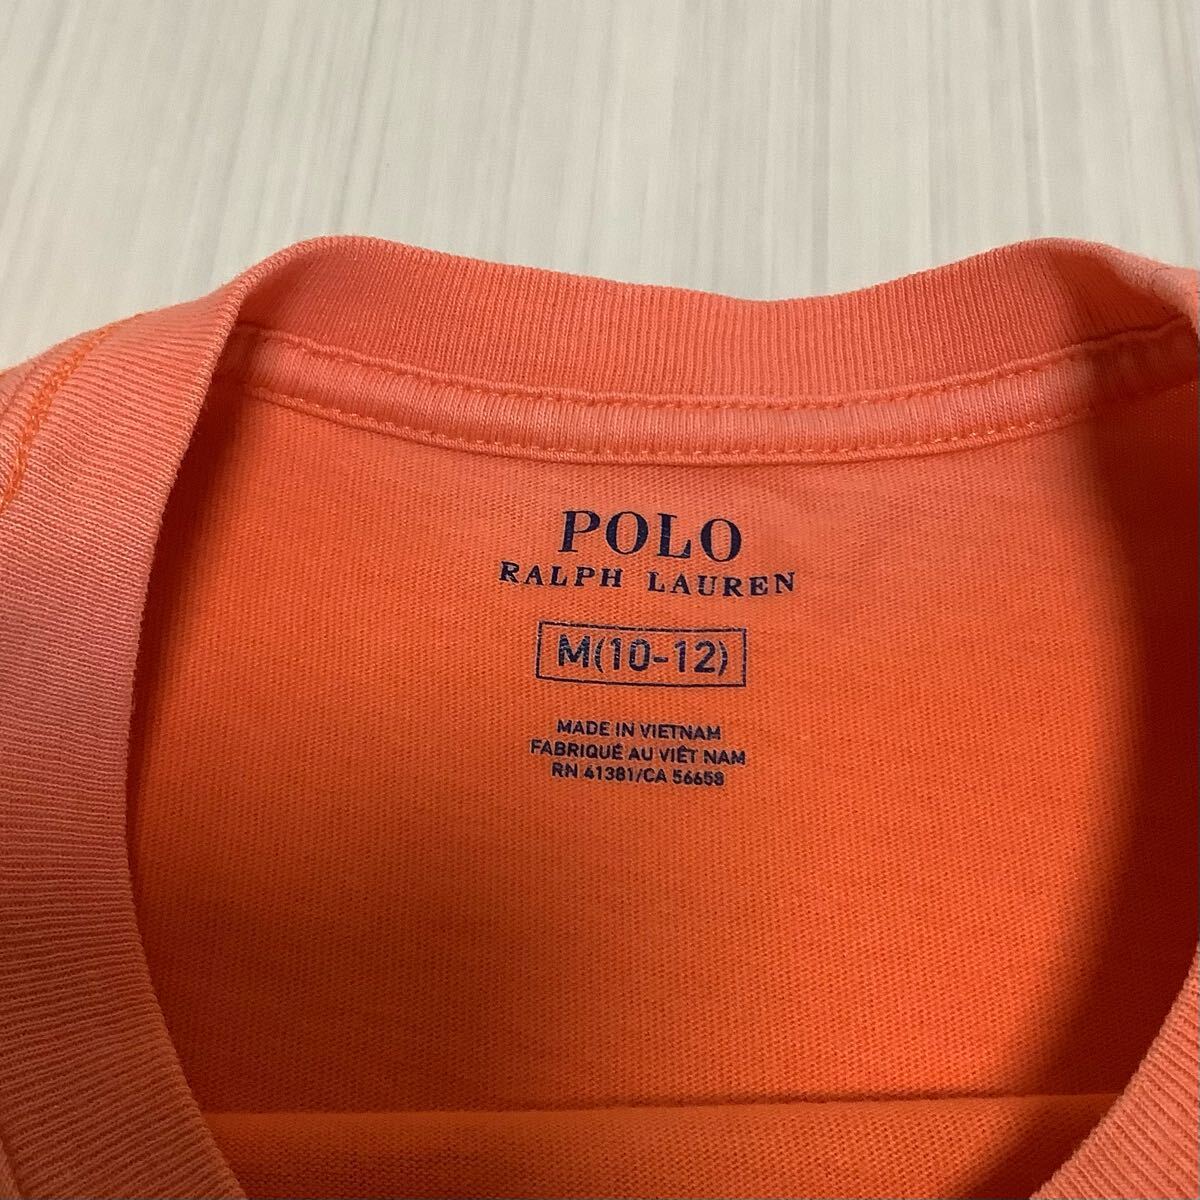 POLO
RALPH LAUREN
M(10-12)
MADE IN VIETNAM
FABRIQUÉ AU VIÊT NAM
RN 41381/CA 56658